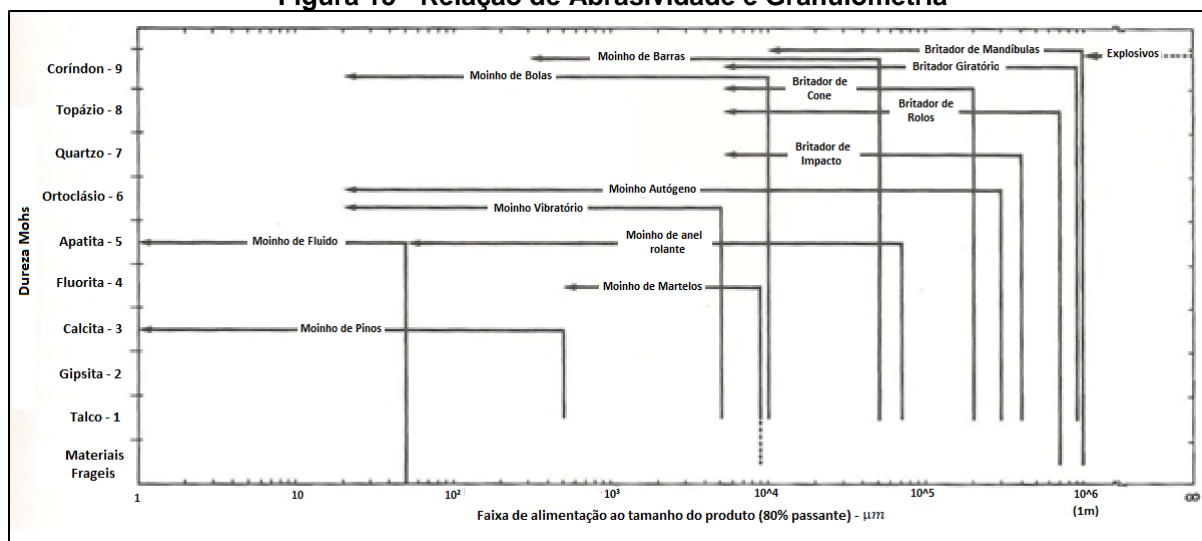 Figura 15 - Relação de Abrasividade e Granulometria
Dureza Mohs
Coríndon - 9
Topázio - 8
Quartzo - 7
Ortoclásio - 6
Apatita - 5
Fluorita - 4
Calcita - 3
Gipsita - 2
Talco - 1
Materiais
Frageis
Britador de Mandíbulas
Explosivos
Moinho de Barras
Britador Giratório
Moinho de Bolas
Britador de
Cone
Britador de
Rolos
Britador de
Impacto
Moinho Autógeno
Moinho Vibratório
Moinho de Fluido
Moinho de anel
rolante
Moinho de Martelos
Moinho de Pinos
1
10
10²
10³
10^4
10^5
10^6
(1m)
∞
Faixa de alimentação ao tamanho do produto (80% passante) - μm